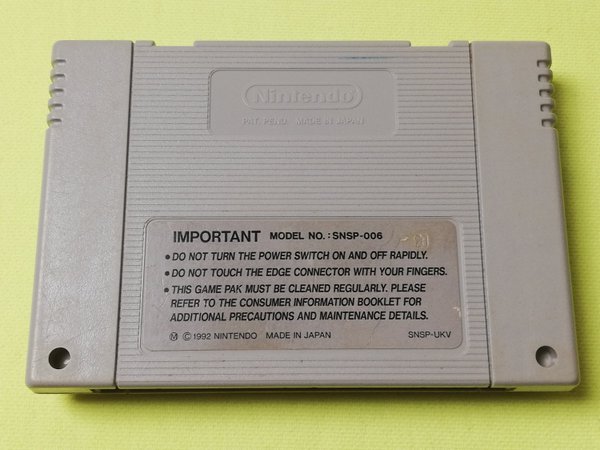 Nintendo
PAT. PEND. MADE IN JAPAN
IMPORTANT MODEL NO. : SNSP-006
• DO NOT TURN THE POWER SWITCH ON AND OFF RAPIDLY.
• DO NOT TOUCH THE EDGE CONNECTOR WITH YOUR FINGERS.
• THIS GAME PAK MUST BE CLEANED REGULARLY. PLEASE
REFER TO THE CONSUMER INFORMATION BOOKLET FOR
ADDITIONAL PRECAUTIONS AND MAINTENANCE DETAILS.
Ⓜ © 1992 NINTENDO MADE IN JAPAN SNSP-UKV